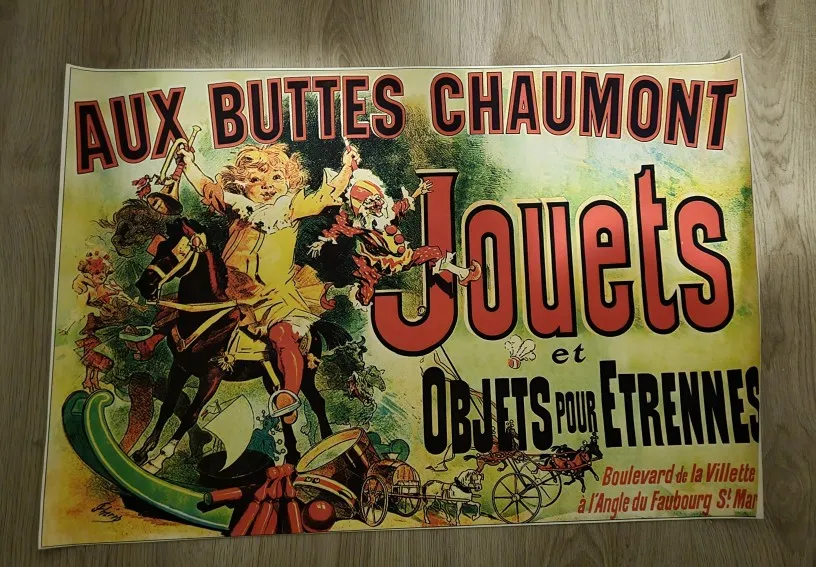 AUX BUTTES CHAUMONT
Jouets
et
OBJETS POUR ETRENNES
Boulevard de la Villette
à l'Angle du Faubourg St. Mar